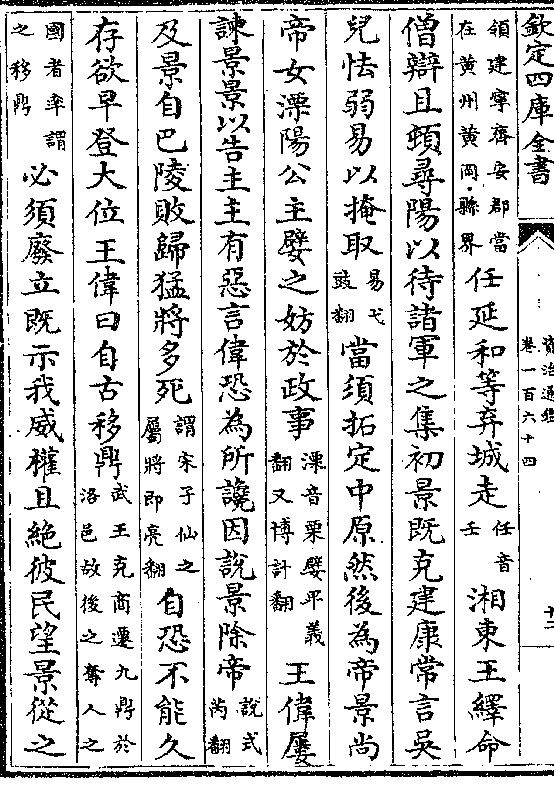 欽定四庫全書
資治通鑑
卷一百六十四
十二
領建寧齊安郡當
在黄州黄岡縣界
任延和等弃城走
任音
壬
湘東王繹命
僧辯且頓尋陽以待諸軍之集初景既克建康常言吳
兒怯弱易以掩取
易弋
豉翻
當須拓定中原然後為帝景尚
帝女溧陽公主嬖之妨於政事
溧音栗嬖平義
翻又博計翻
王偉屢
諫景景以告主主有惡言偉恐為所讒因說景除帝
說式
芮翻
及景自巴陵敗歸猛將多死
謂宋子仙之
屬將即亮翻
自恐不能久
存欲早登大位王偉曰自古移鼎
武王克商遷九鼎於
洛邑故後之奪人之
國者率謂
之移鼎
必須廢立既示我威權且絶彼民望景從之